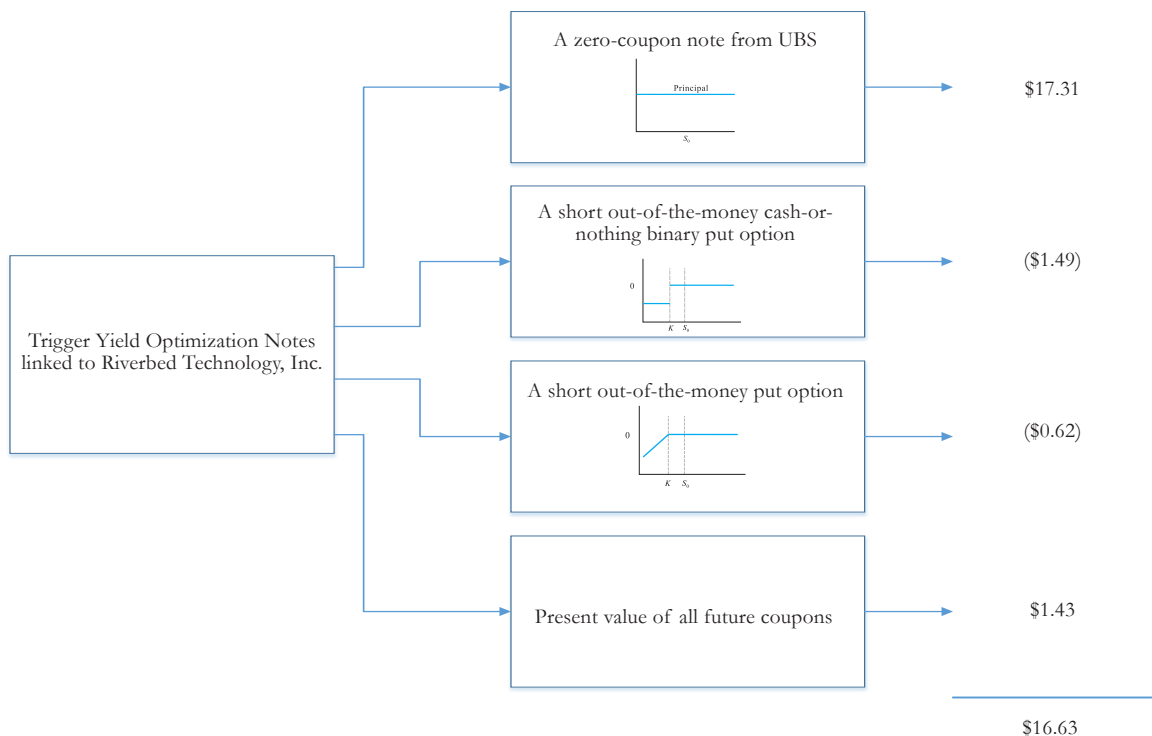 A zero-coupon note from UBS
Principal
S₀
$17.31
A short out-of-the-money cash-or-
nothing binary put option
0
K S₀
($1.49)
Trigger Yield Optimization Notes
linked to Riverbed Technology, Inc.
A short out-of-the-money put option
0
K S₀
($0.62)
Present value of all future coupons
$1.43
$16.63